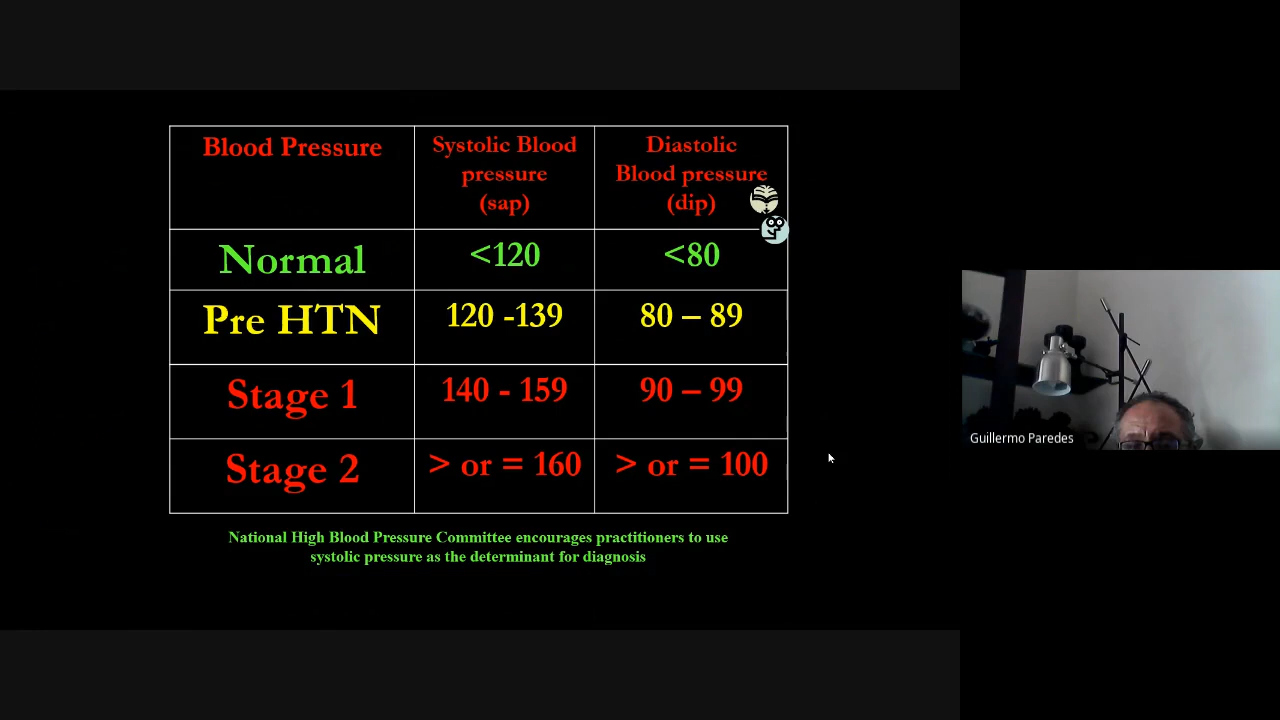 Blood Pressure
Systolic Blood
pressure
(sap)
Diastolic
Blood pressure
(dip)
Normal
<120
<80
Pre HTN
120 -139
80 – 89
Stage 1
140 - 159
90 – 99
Stage 2
> or = 160
> or = 100
National High Blood Pressure Committee encourages practitioners to use
systolic pressure as the determinant for diagnosis
Guillermo Paredes